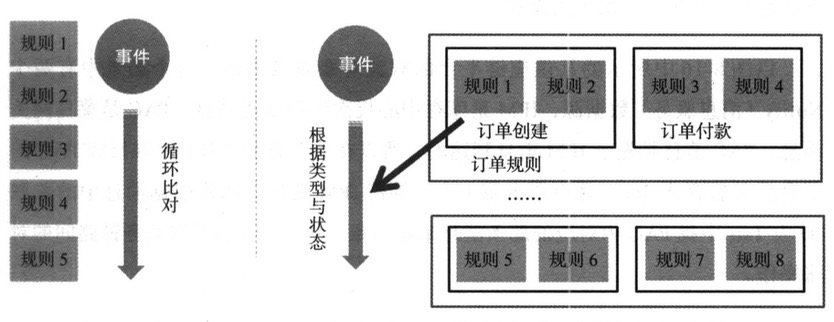 规则 1
规则 2
规则 3
规则 4
规则 5
事件
循环比对
事件
根据类型与状态
规则 1
规则 2
订单创建
规则 3
规则 4
订单付款
订单规则
……
规则 5
规则 6
规则 7
规则 8